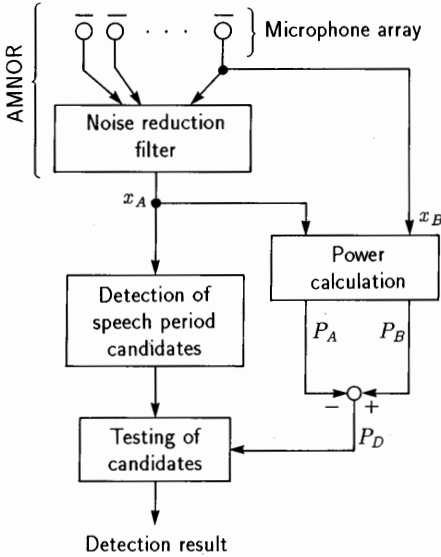 Microphone array
AMNOR
Noise reduction
filter
x_A
x_B
Power
calculation
Detection of
speech period
candidates
P_A
P_B
− +
P_D
Testing of
candidates
Detection result